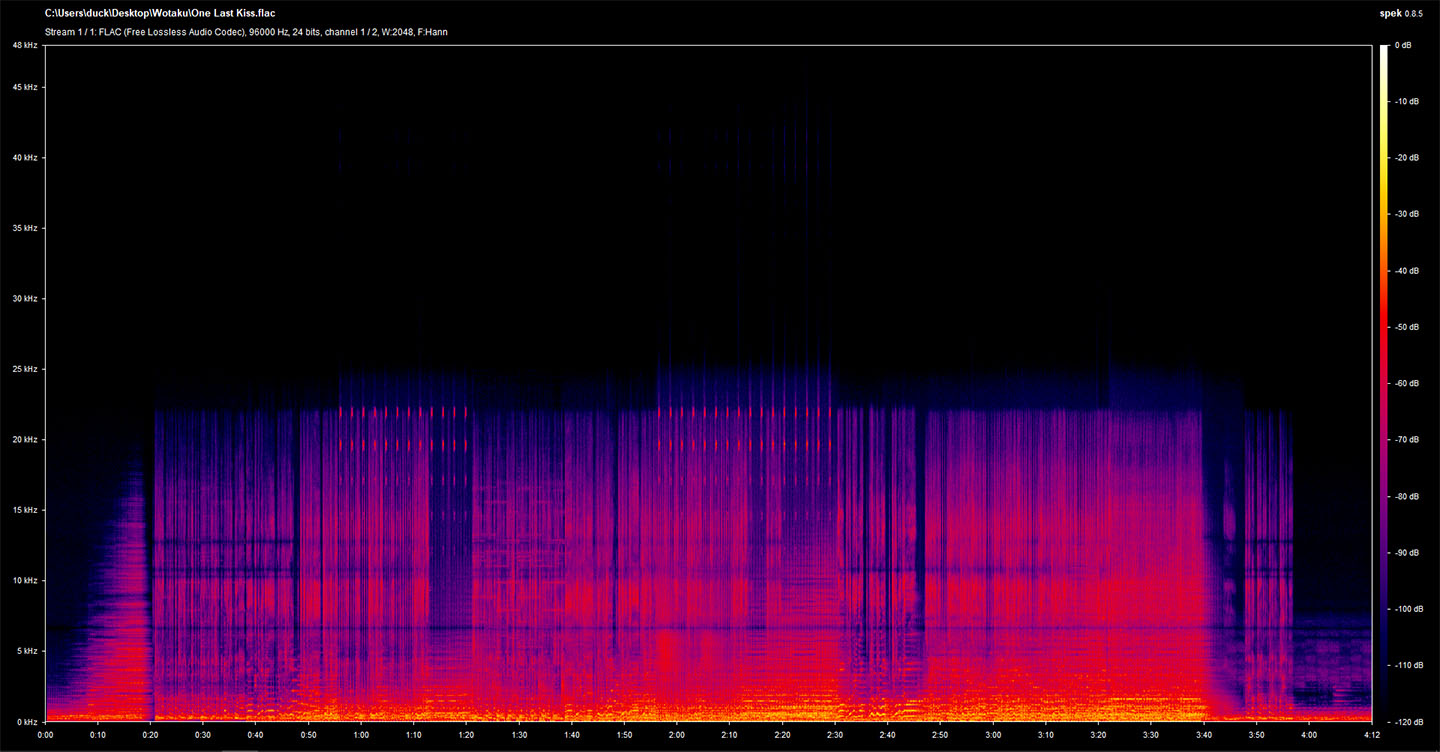 C:\Users\duck\Desktop\Wotaku\One Last Kiss.flac
spek 0.8.5
Stream 1 / 1: FLAC (Free Lossless Audio Codec), 96000 Hz, 24 bits, channel 1 / 2, W:2048, F:Hann
48 kHz
45 kHz
40 kHz
35 kHz
30 kHz
25 kHz
20 kHz
15 kHz
10 kHz
5 kHz
0 kHz
0 dB
-10 dB
-20 dB
-30 dB
-40 dB
-50 dB
-60 dB
-70 dB
-80 dB
-90 dB
-100 dB
-110 dB
-120 dB
0:00 0:10 0:20 0:30 0:40 0:50 1:00 1:10 1:20 1:30 1:40 1:50 2:00 2:10 2:20 2:30 2:40 2:50 3:00 3:10 3:20 3:30 3:40 3:50 4:00 4:12